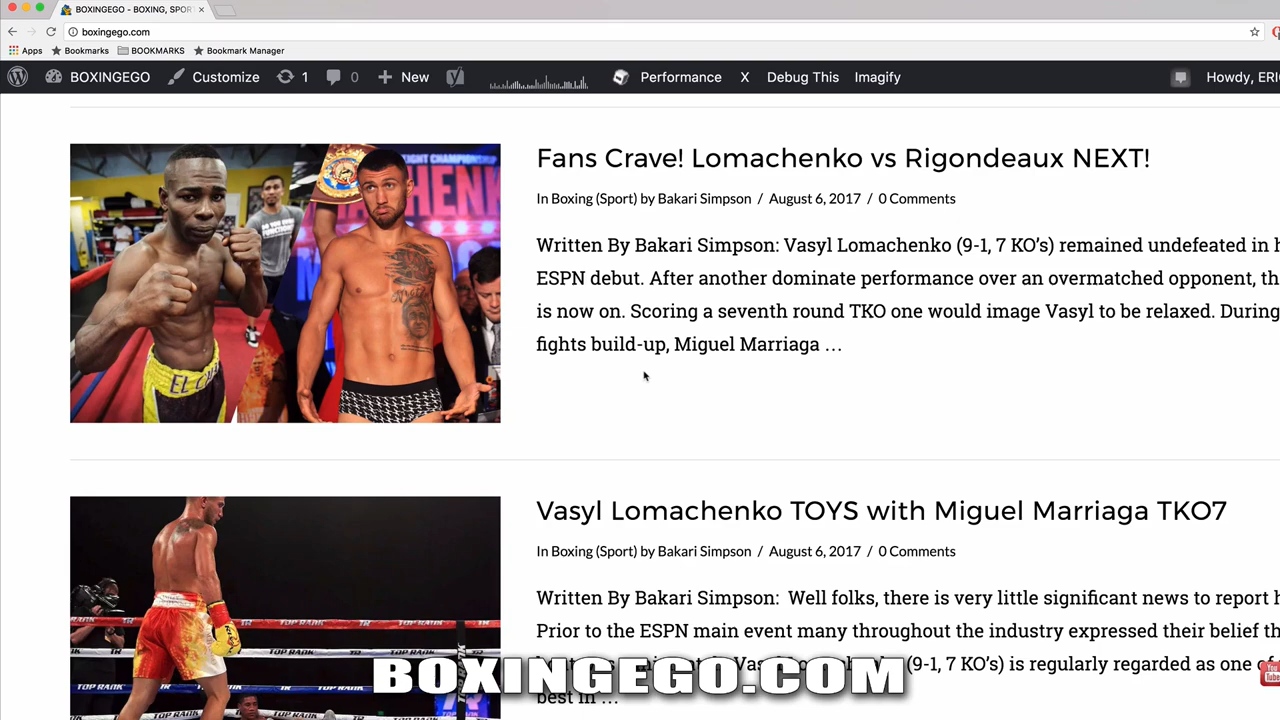 BOXINGEGO - BOXING, SPOR
boxingego.com
Apps Bookmarks BOOKMARKS Bookmark Manager
BOXINGEGO Customize 1 0 New Performance X Debug This Imagify Howdy, ERI
Fans Crave! Lomachenko vs Rigondeaux NEXT!
In Boxing (Sport) by Bakari Simpson / August 6, 2017 / 0 Comments
Written By Bakari Simpson: Vasyl Lomachenko (9-1, 7 KO's) remained undefeated in h
ESPN debut. After another dominate performance over an overmatched opponent, th
is now on. Scoring a seventh round TKO one would image Vasyl to be relaxed. During
fights build-up, Miguel Marriaga …
Vasyl Lomachenko TOYS with Miguel Marriaga TKO7
In Boxing (Sport) by Bakari Simpson / August 6, 2017 / 0 Comments
Written By Bakari Simpson: Well folks, there is very little significant news to report h
Prior to the ESPN main event many throughout the industry expressed their belief th
(9-1, 7 KO's) is regularly regarded as one of
best in …
BOXINGEGO.COM
You
Tube
TOP RANK